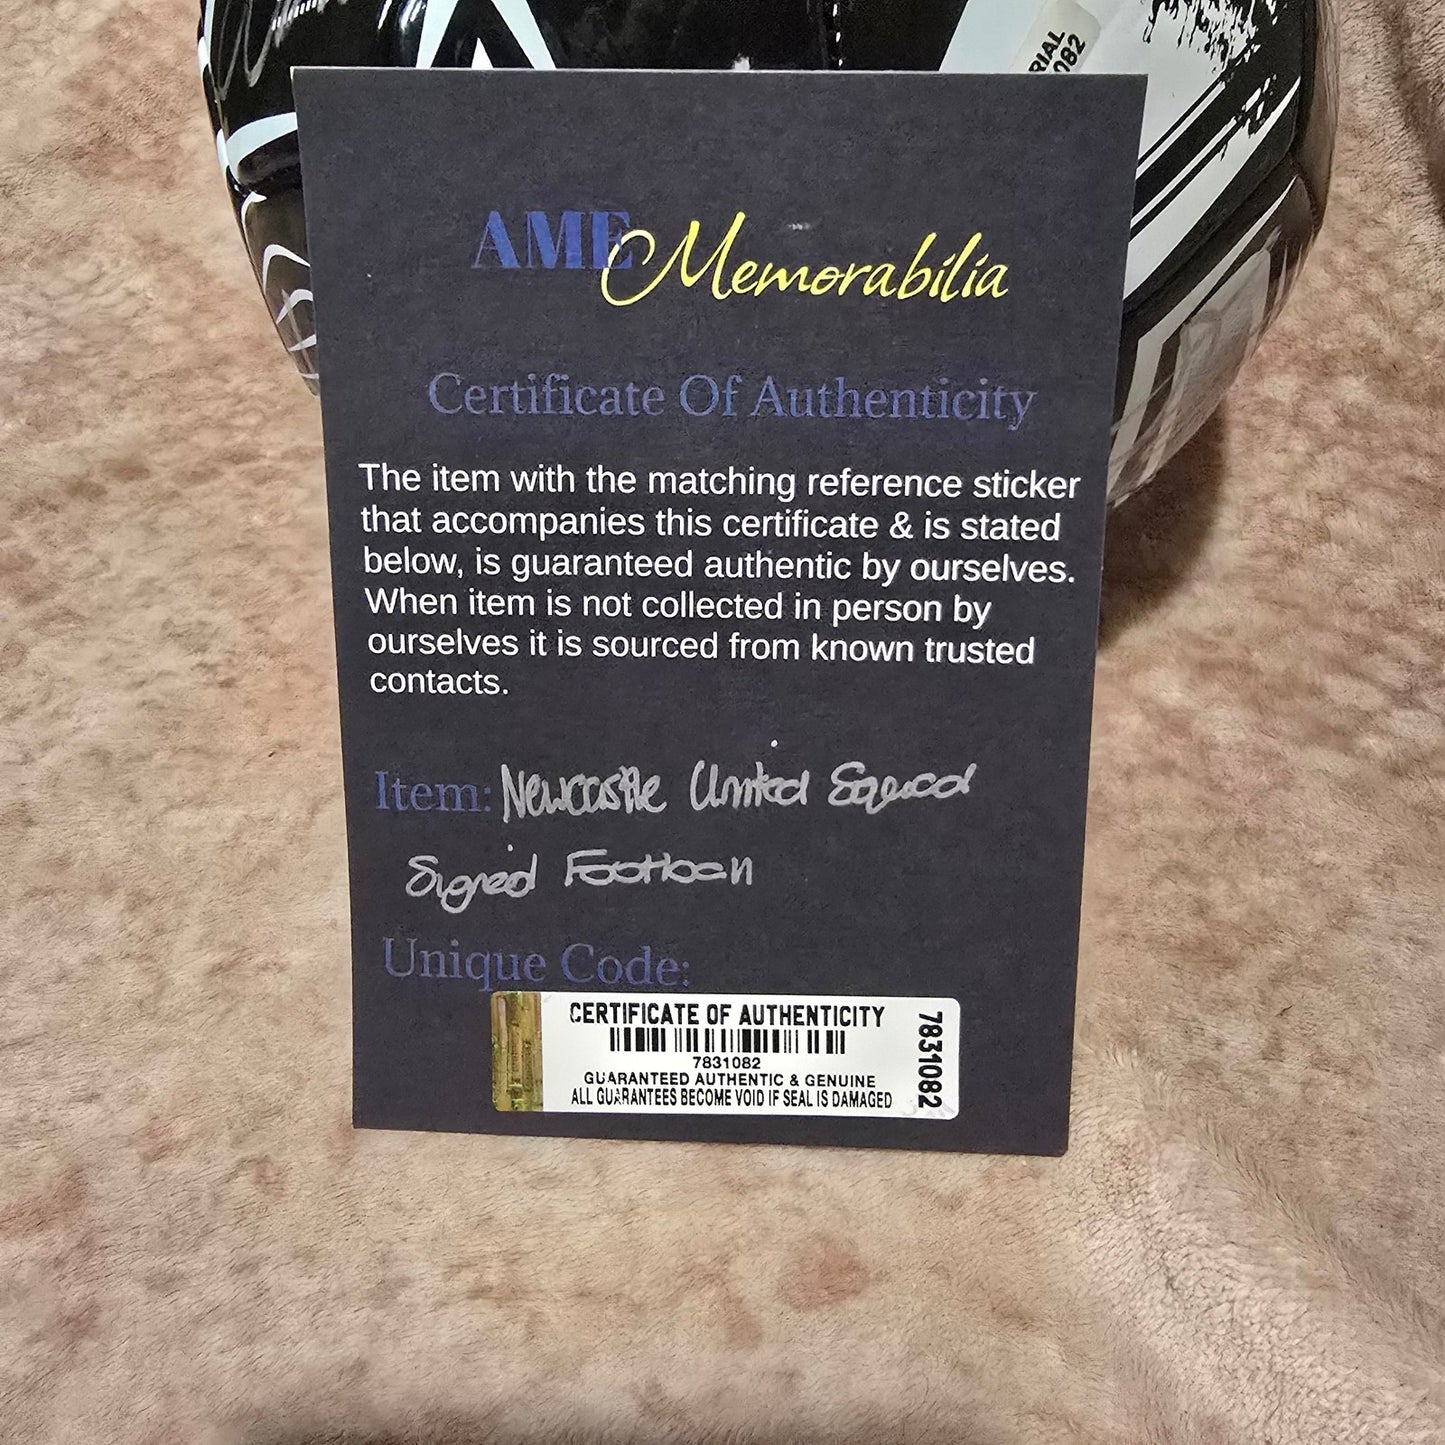 RIAL
082
AME Memorabilia
Certificate Of Authenticity
The item with the matching reference sticker
that accompanies this certificate & is stated
below, is guaranteed authentic by ourselves.
When item is not collected in person by
ourselves it is sourced from known trusted
contacts.
Item: Newcastle United Squad
Signed Football
Unique Code:
CERTIFICATE OF AUTHENTICITY
7831082
GUARANTEED AUTHENTIC & GENUINE
ALL GUARANTEES BECOME VOID IF SEAL IS DAMAGED
7831082